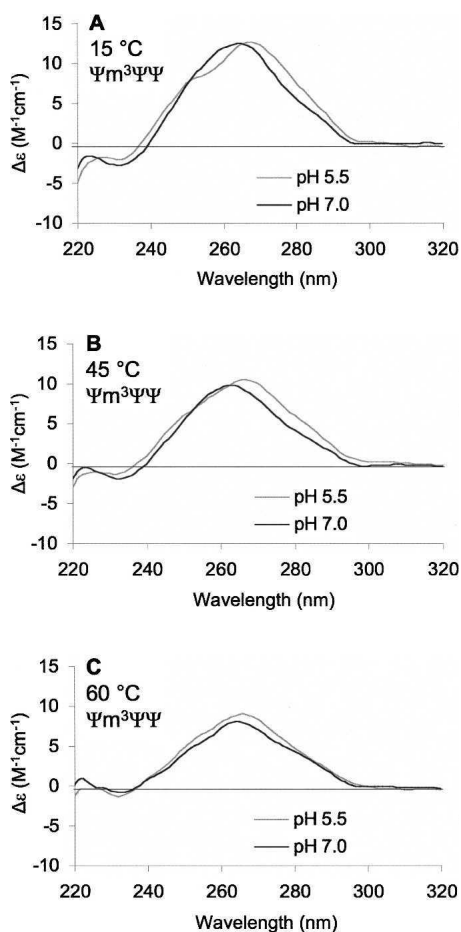 A
15 °C
Ψm³ΨΨ
Δε (M⁻¹cm⁻¹)
15
10
5
0
-5
-10
pH 5.5
pH 7.0
220 240 260 280 300 320
Wavelength (nm)
B
45 °C
Ψm³ΨΨ
Δε (M⁻¹cm⁻¹)
15
10
5
0
-5
-10
pH 5.5
pH 7.0
220 240 260 280 300 320
Wavelength (nm)
C
60 °C
Ψm³ΨΨ
Δε (M⁻¹cm⁻¹)
15
10
5
0
-5
-10
pH 5.5
pH 7.0
220 240 260 280 300 320
Wavelength (nm)